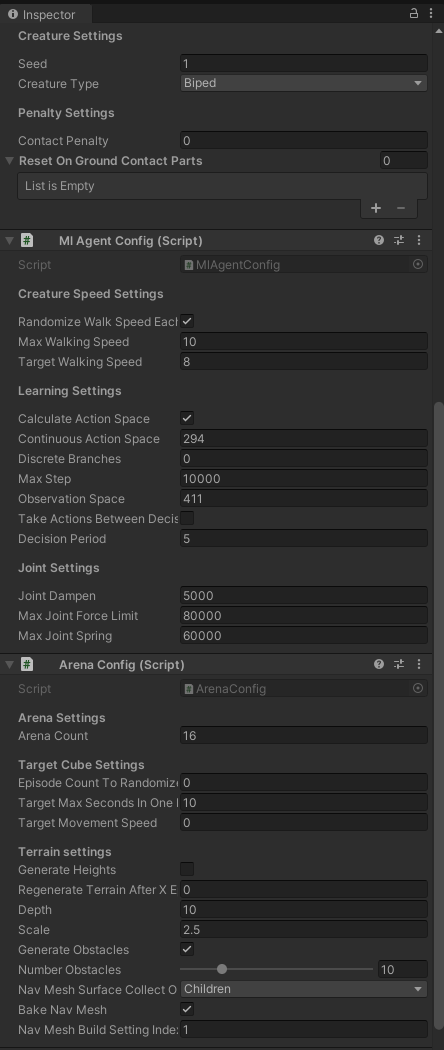 Inspector
Creature Settings
Seed 1
Creature Type Biped
Penalty Settings
Contact Penalty 0
Reset On Ground Contact Parts 0
List is Empty
+ −
# Ml Agent Config (Script)
Script # MlAgentConfig
Creature Speed Settings
Randomize Walk Speed Eacl
Max Walking Speed 10
Target Walking Speed 8
Learning Settings
Calculate Action Space
Continuous Action Space 294
Discrete Branches 0
Max Step 10000
Observation Space 411
Take Actions Between Decis
Decision Period 5
Joint Settings
Joint Dampen 5000
Max Joint Force Limit 80000
Max Joint Spring 60000
# Arena Config (Script)
Script # ArenaConfig
Arena Settings
Arena Count 16
Target Cube Settings
Episode Count To Randomize 0
Target Max Seconds In One 10
Target Movement Speed 0
Terrain settings
Generate Heights
Regenerate Terrain After X E 0
Depth 10
Scale 2.5
Generate Obstacles
Number Obstacles 10
Nav Mesh Surface Collect O Children
Bake Nav Mesh
Nav Mesh Build Setting Inde 1